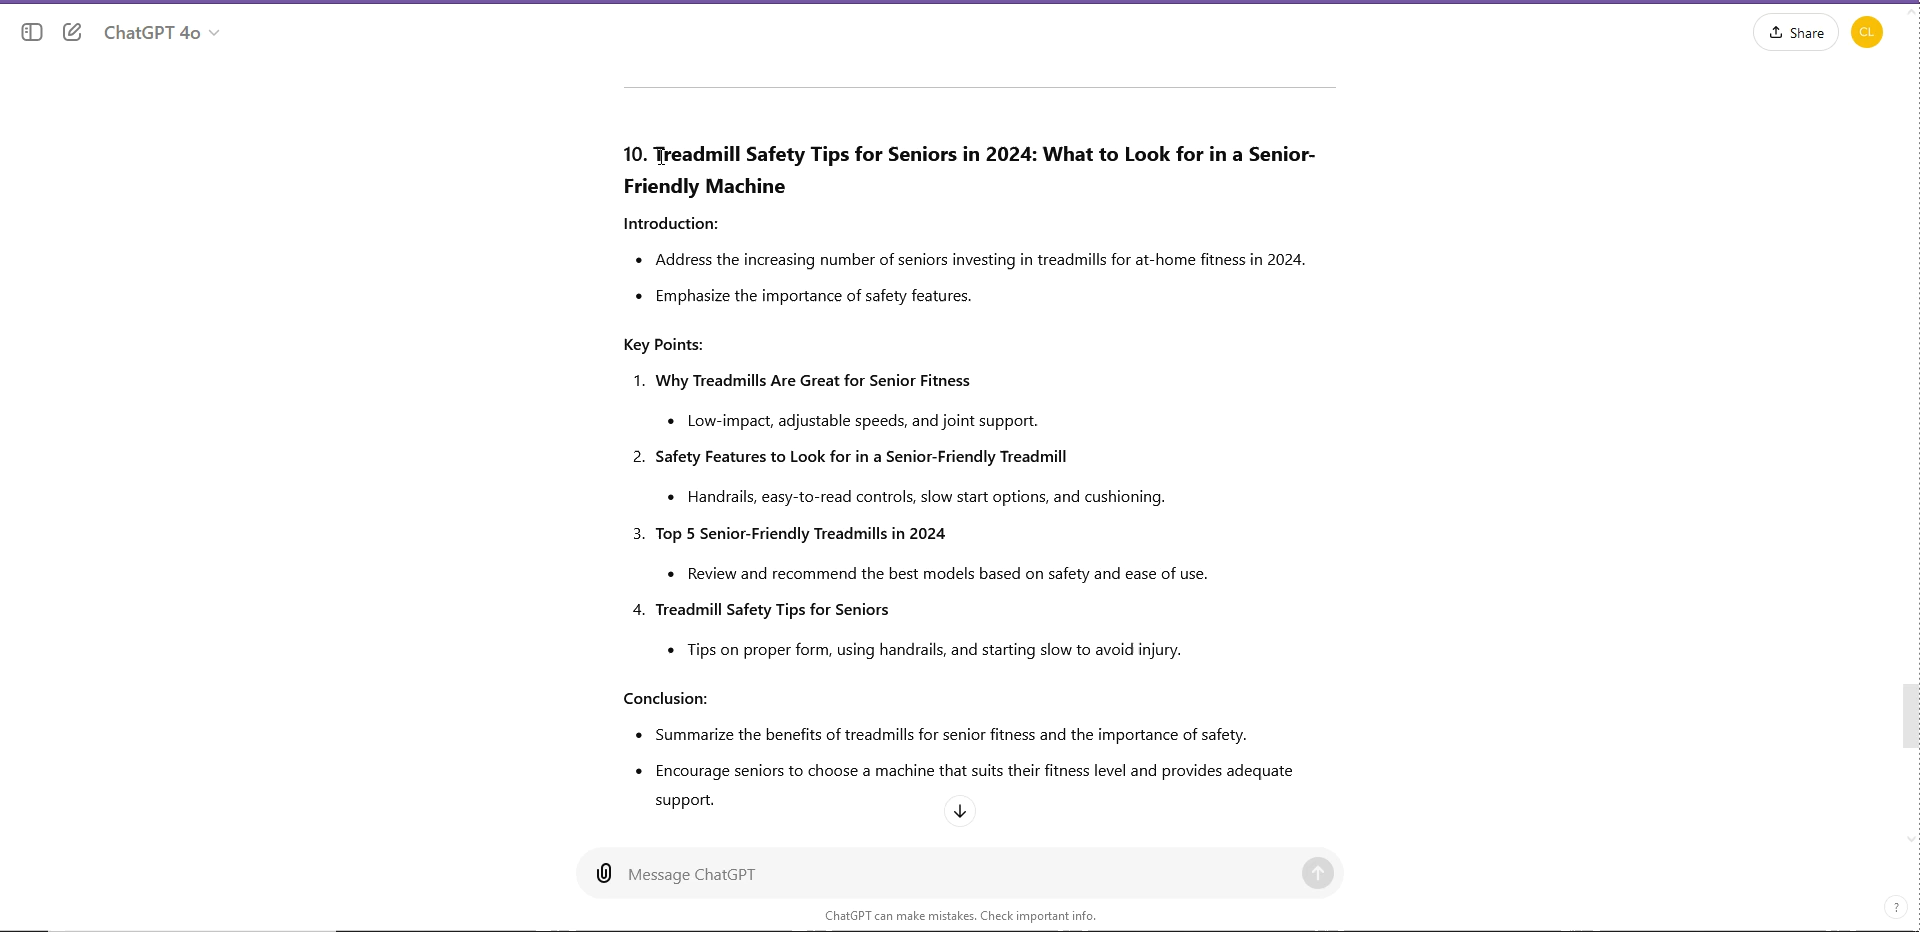 ChatGPT 4o
Share
CL
10. Treadmill Safety Tips for Seniors in 2024: What to Look for in a Senior-
Friendly Machine
Introduction:
• Address the increasing number of seniors investing in treadmills for at-home fitness in 2024.
• Emphasize the importance of safety features.
Key Points:
1. Why Treadmills Are Great for Senior Fitness
• Low-impact, adjustable speeds, and joint support.
2. Safety Features to Look for in a Senior-Friendly Treadmill
• Handrails, easy-to-read controls, slow start options, and cushioning.
3. Top 5 Senior-Friendly Treadmills in 2024
• Review and recommend the best models based on safety and ease of use.
4. Treadmill Safety Tips for Seniors
• Tips on proper form, using handrails, and starting slow to avoid injury.
Conclusion:
• Summarize the benefits of treadmills for senior fitness and the importance of safety.
• Encourage seniors to choose a machine that suits their fitness level and provides adequate
support.
Message ChatGPT
ChatGPT can make mistakes. Check important info.
?